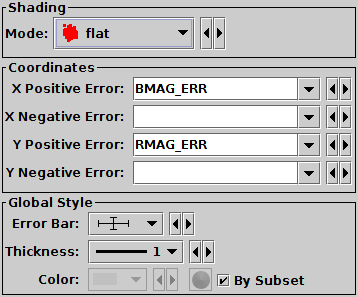 Shading
Mode: flat
Coordinates
X Positive Error: BMAG_ERR
X Negative Error:
Y Positive Error: RMAG_ERR
Y Negative Error:
Global Style
Error Bar:
Thickness: 1
Color: By Subset